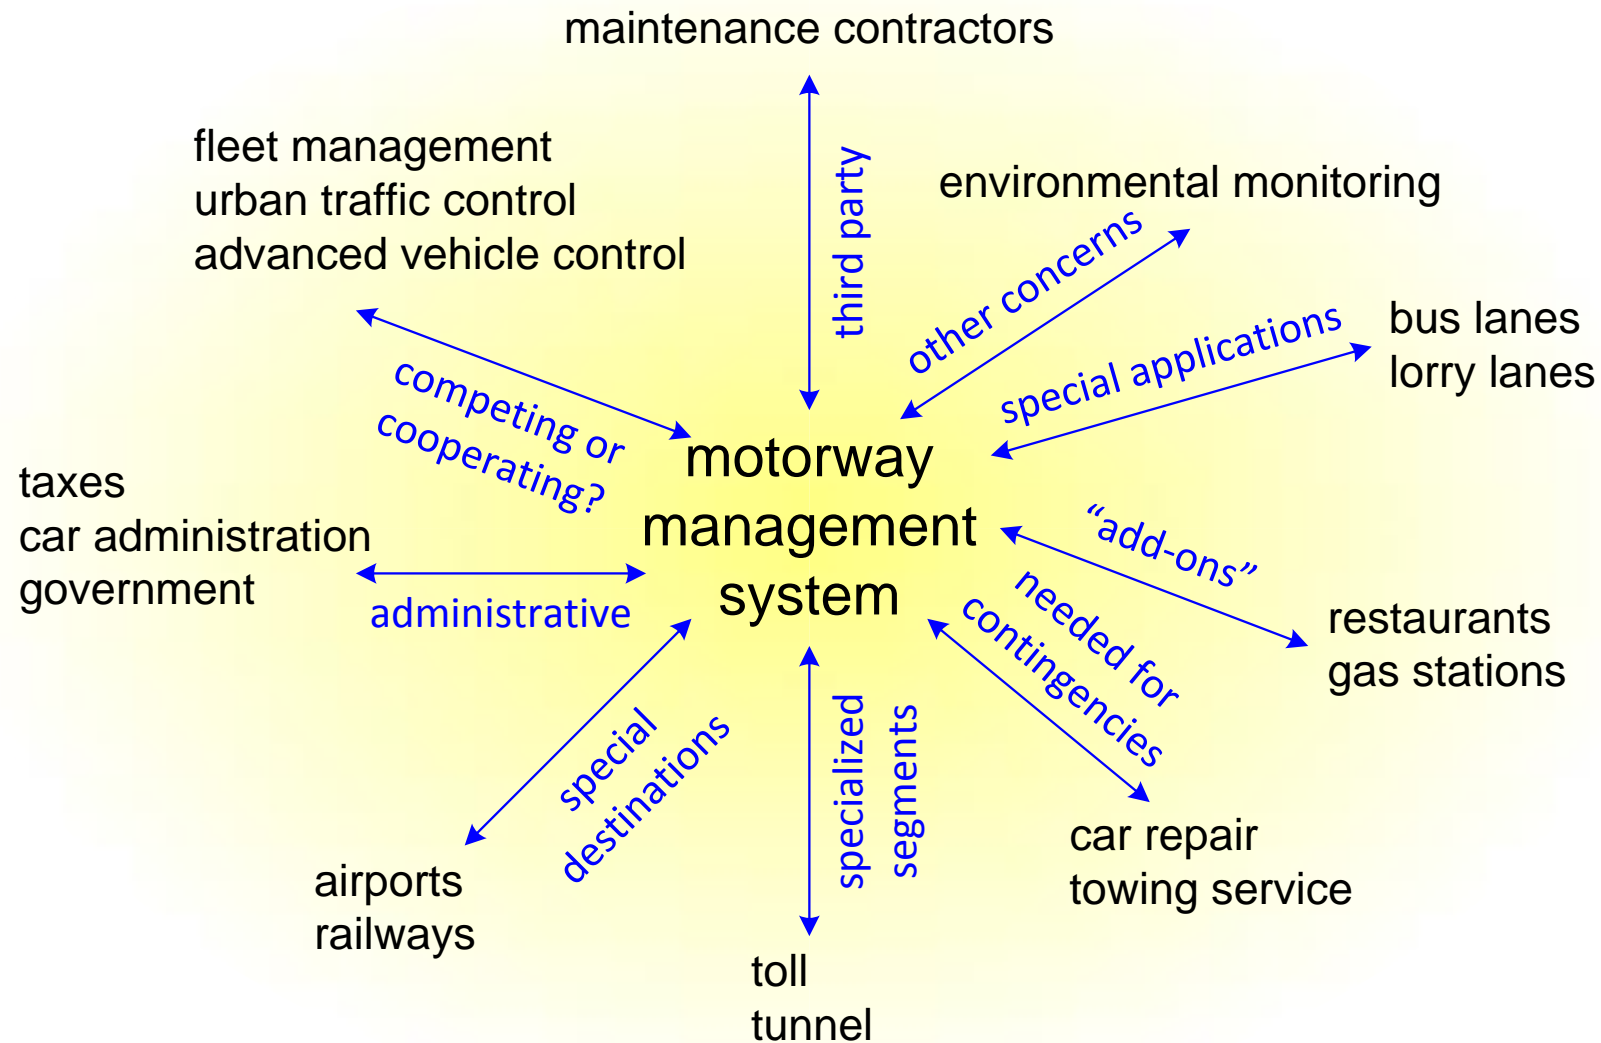 maintenance contractors
fleet management
urban traffic control
advanced vehicle control
third party
environmental monitoring
other concerns
bus lanes
lorry lanes
special applications
competing or
cooperating?
motorway
management
system
taxes
car administration
government
administrative
“add-ons”
restaurants
gas stations
needed for
contingencies
car repair
towing service
special
destinations
airports
railways
specialized
segments
toll
tunnel